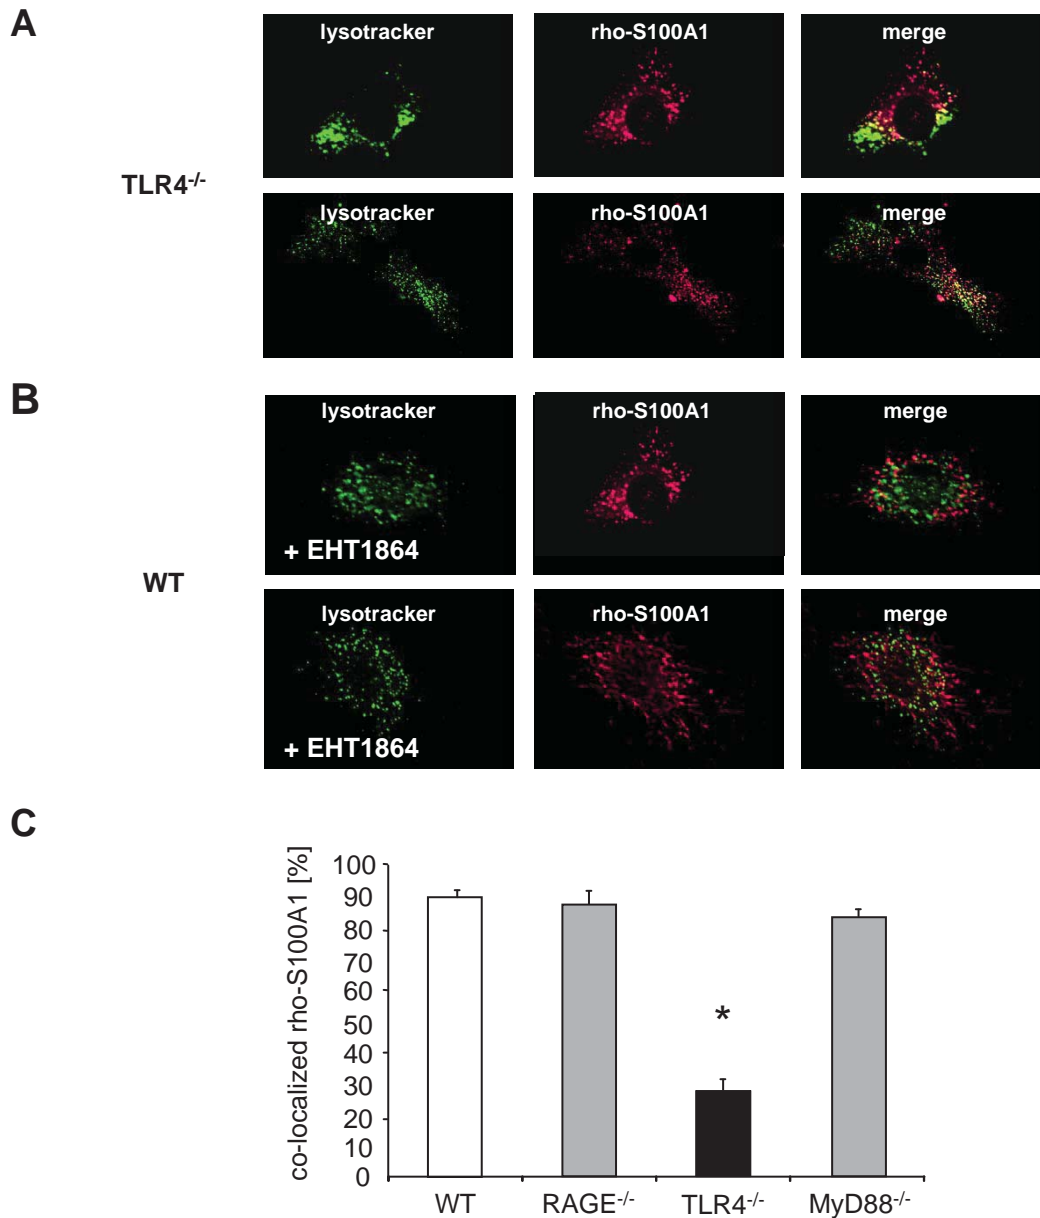 A
lysotracker rho-S100A1 merge
TLR4-/-
lysotracker rho-S100A1 merge
B
lysotracker rho-S100A1 merge
+ EHT1864
WT
lysotracker rho-S100A1 merge
+ EHT1864
C
co-localized rho-S100A1 [%]
100
90
80
70
60
50
40
30
20
10
0
*
WT RAGE-/- TLR4-/- MyD88-/-